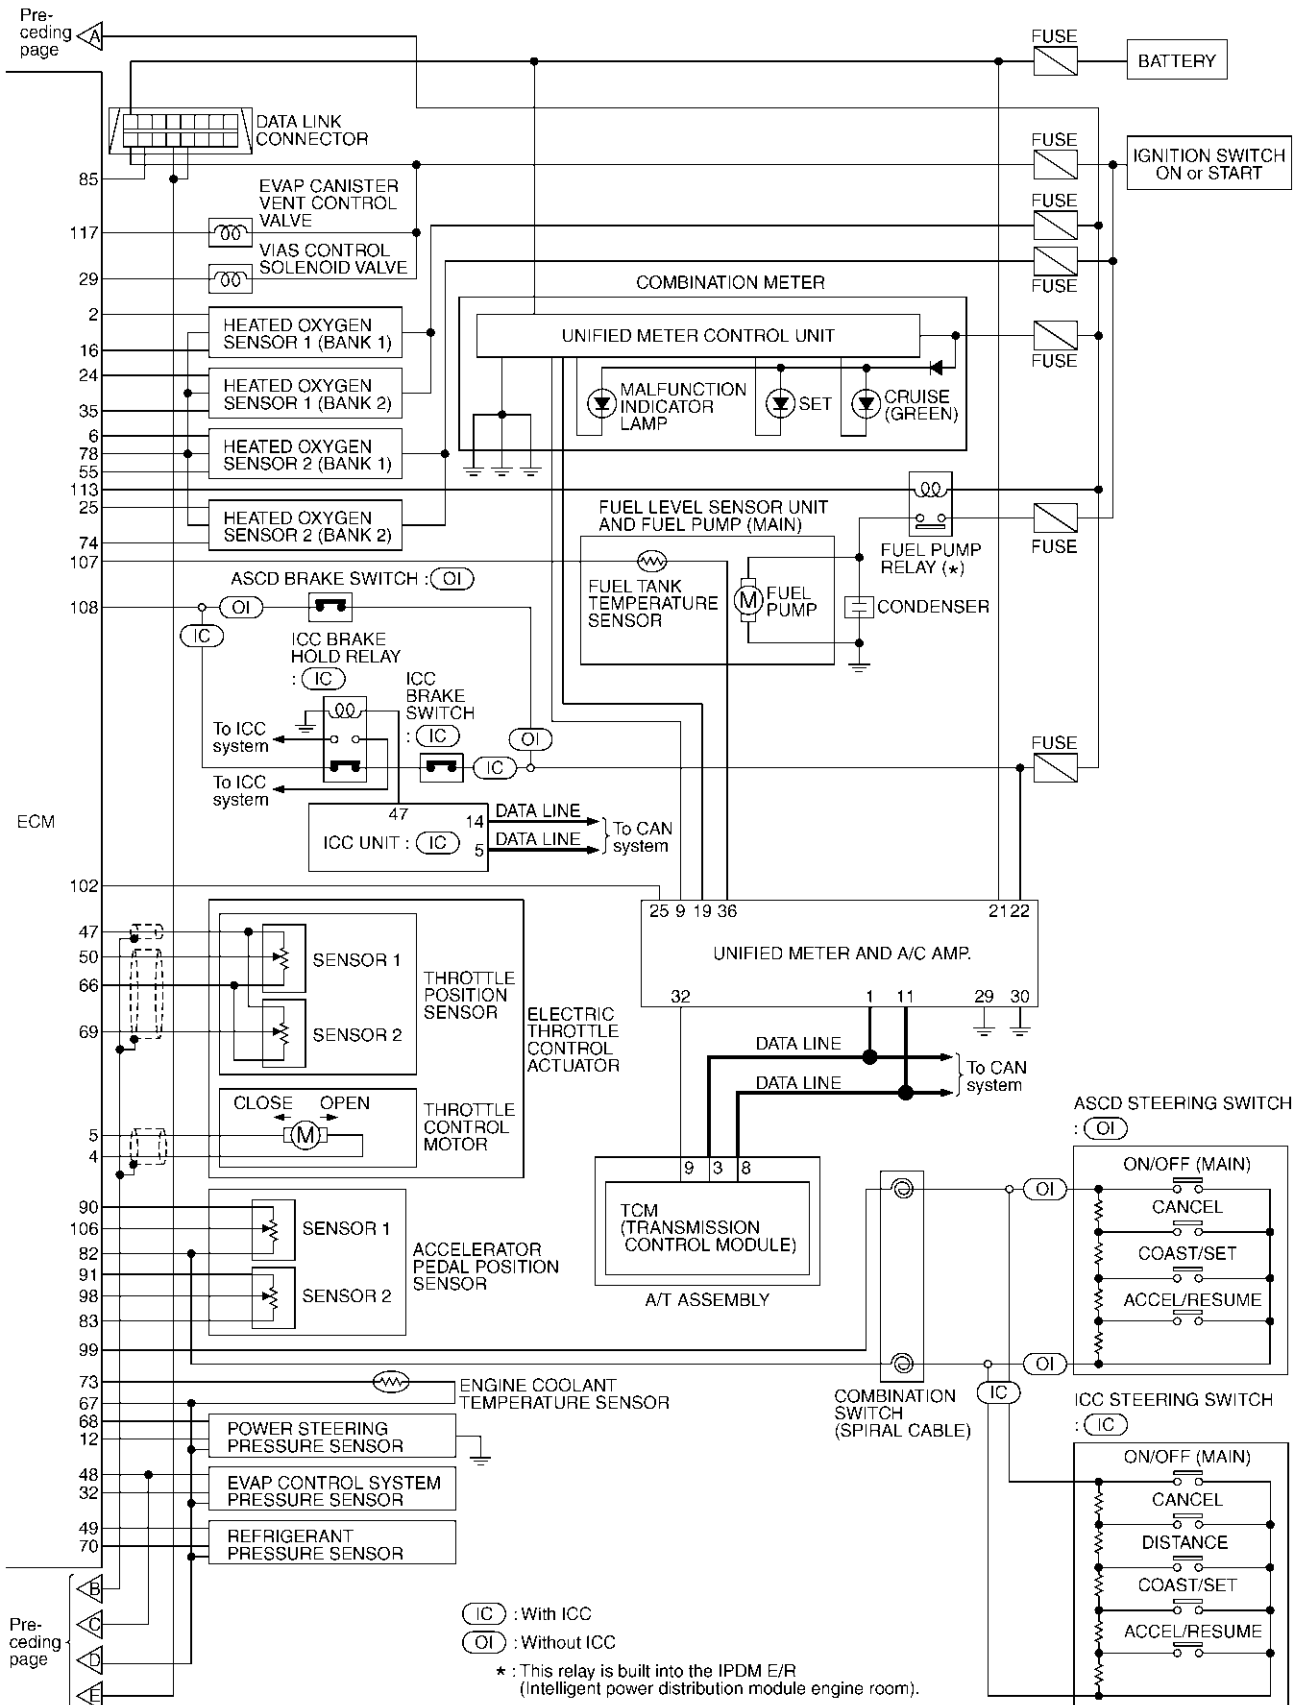 Pre-
ceding
page
A
FUSE
BATTERY
DATA LINK
CONNECTOR
FUSE
IGNITION SWITCH
ON or START
85
EVAP CANISTER
VENT CONTROL
VALVE
FUSE
117
VIAS CONTROL
SOLENOID VALVE
29
FUSE
COMBINATION METER
2
HEATED OXYGEN
SENSOR 1 (BANK 1)
16
UNIFIED METER CONTROL UNIT
FUSE
24
HEATED OXYGEN
SENSOR 1 (BANK 2)
35
MALFUNCTION
INDICATOR
LAMP
SET
CRUISE
(GREEN)
6
78
55
HEATED OXYGEN
SENSOR 2 (BANK 1)
113
25
HEATED OXYGEN
SENSOR 2 (BANK 2)
74
FUEL LEVEL SENSOR UNIT
AND FUEL PUMP (MAIN)
FUEL PUMP
RELAY (*)
FUSE
107
FUEL TANK
TEMPERATURE
SENSOR
M
FUEL
PUMP
CONDENSER
ASCD BRAKE SWITCH : OI
108
OI
IC
ICC BRAKE
HOLD RELAY
: IC
ICC
BRAKE
SWITCH
: IC
To ICC
system
OI
IC
FUSE
To ICC
system
47
ICC UNIT : IC
14
5
DATA LINE
DATA LINE
To CAN
system
ECM
102
25 9 19 36
21 22
UNIFIED METER AND A/C AMP.
32
1
11
29
30
47
50
66
69
SENSOR 1
SENSOR 2
THROTTLE
POSITION
SENSOR
ELECTRIC
THROTTLE
CONTROL
ACTUATOR
DATA LINE
DATA LINE
To CAN
system
CLOSE
OPEN
M
THROTTLE
CONTROL
MOTOR
5
4
9
3
8
TCM
(TRANSMISSION
CONTROL MODULE)
A/T ASSEMBLY
ASCD STEERING SWITCH
: OI
ON/OFF (MAIN)
OI
CANCEL
COAST/SET
ACCEL/RESUME
OI
90
106
82
91
98
83
SENSOR 1
SENSOR 2
ACCELERATOR
PEDAL POSITION
SENSOR
99
73
67
ENGINE COOLANT
TEMPERATURE SENSOR
COMBINATION
SWITCH
(SPIRAL CABLE)
IC
ICC STEERING SWITCH
: IC
68
12
POWER STEERING
PRESSURE SENSOR
48
32
EVAP CONTROL SYSTEM
PRESSURE SENSOR
49
70
REFRIGERANT
PRESSURE SENSOR
ON/OFF (MAIN)
CANCEL
DISTANCE
COAST/SET
ACCEL/RESUME
Pre-
ceding
page
B
C
D
E
IC : With ICC
OI : Without ICC
* : This relay is built into the IPDM E/R
(Intelligent power distribution module engine room).